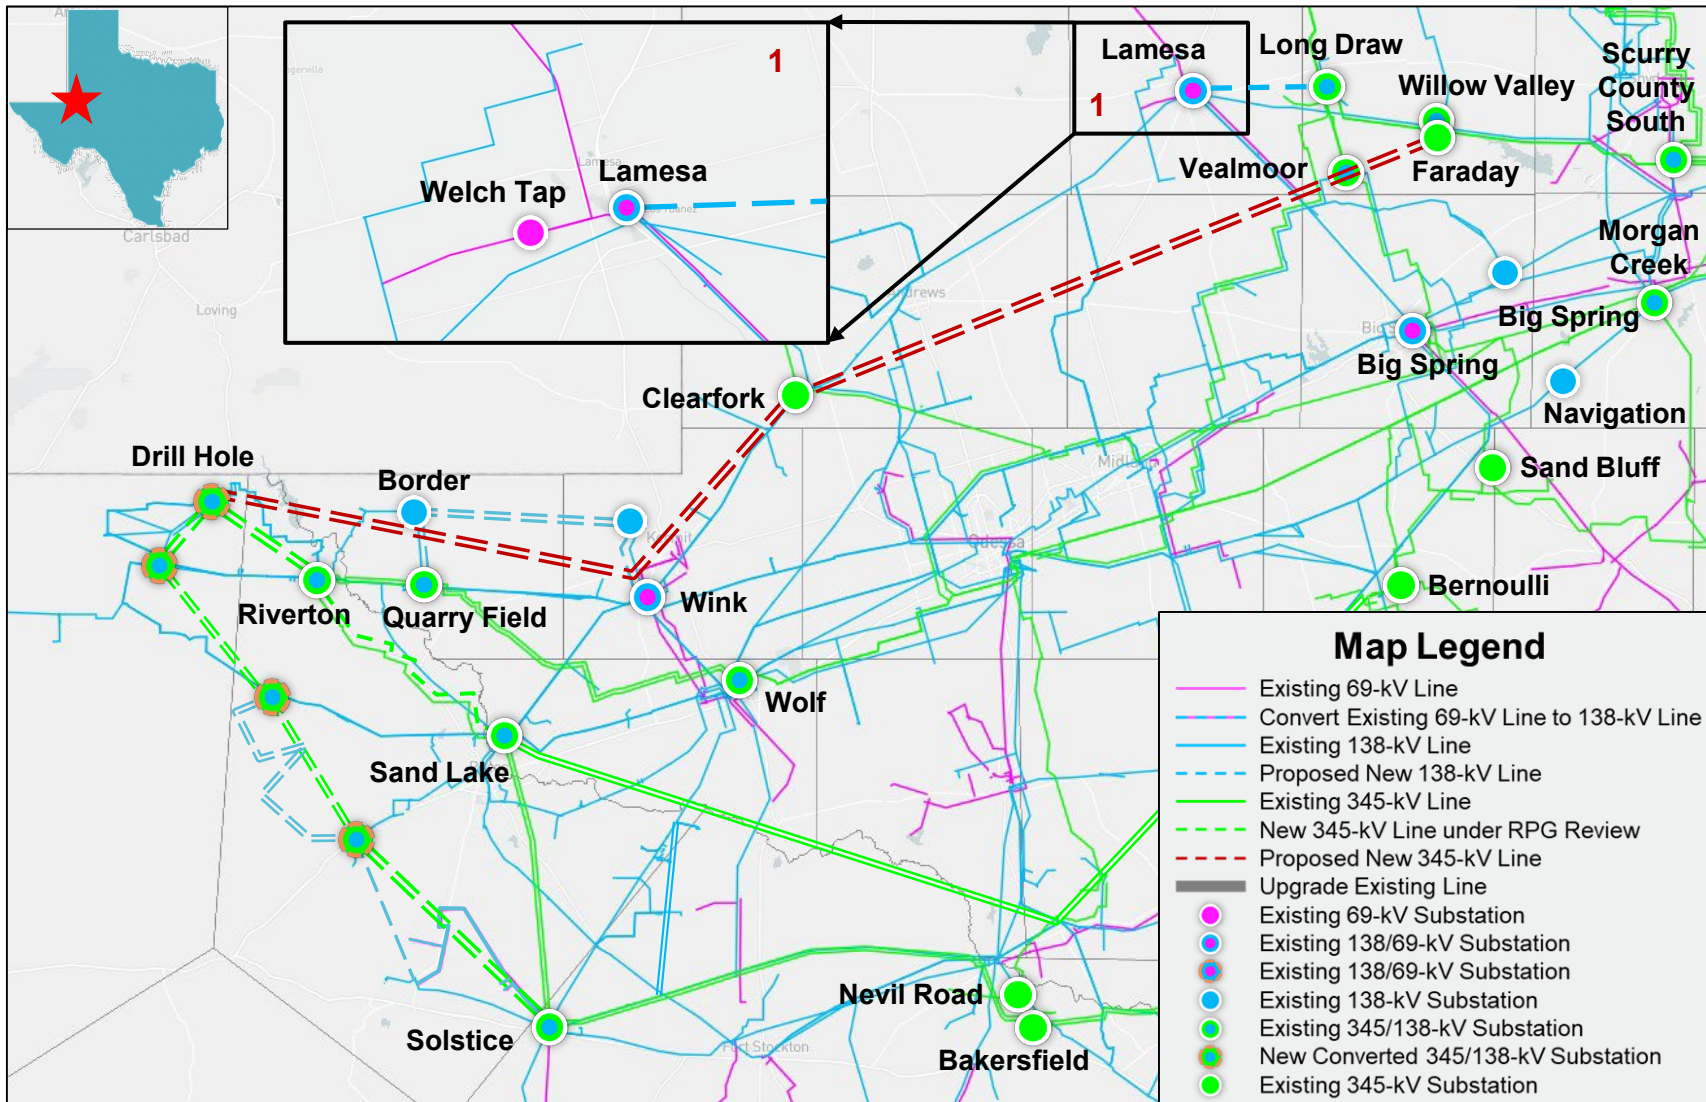 Lamesa
Long Draw
Scurry
County
South
Willow Valley
1
1
Lamesa
Lamesa
Welch Tap
Vealmoor
Faraday
Carlsbad
Loving
Andrews
Morgan
Creek
Big Spring
Big Spring
Clearfork
Navigation
Drill Hole
Border
Midland
Sand Bluff
Odessa
Riverton
Quarry Field
Wink
Bernoulli
Wolf
Sand Lake
Nevil Road
Solstice
Bakersfield
Fort Stockton
Map Legend
Existing 69-kV Line
Convert Existing 69-kV Line to 138-kV Line
Existing 138-kV Line
Proposed New 138-kV Line
Existing 345-kV Line
New 345-kV Line under RPG Review
Proposed New 345-kV Line
Upgrade Existing Line
Existing 69-kV Substation
Existing 138/69-kV Substation
Existing 138/69-kV Substation
Existing 138-kV Substation
Existing 345/138-kV Substation
New Converted 345/138-kV Substation
Existing 345-kV Substation